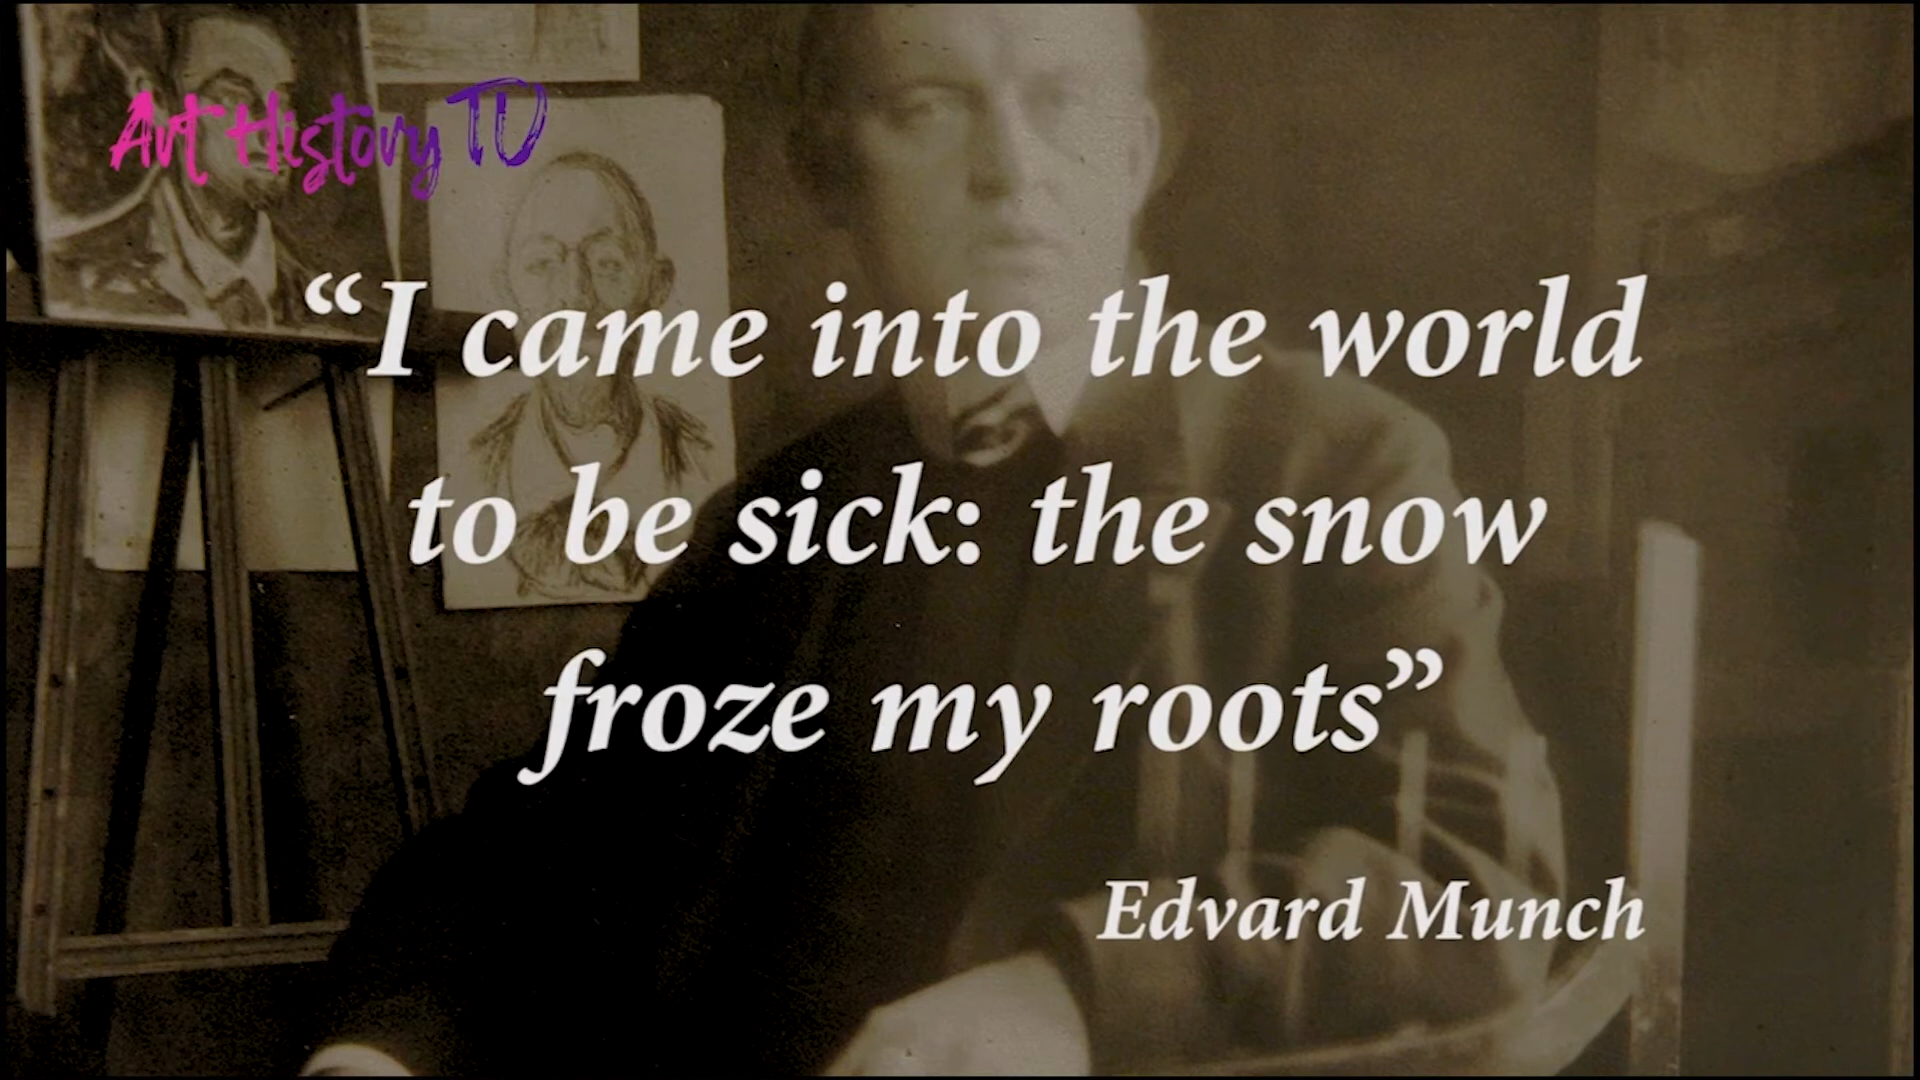 Art History TV
“I came into the world
to be sick: the snow
froze my roots”
Edvard Munch